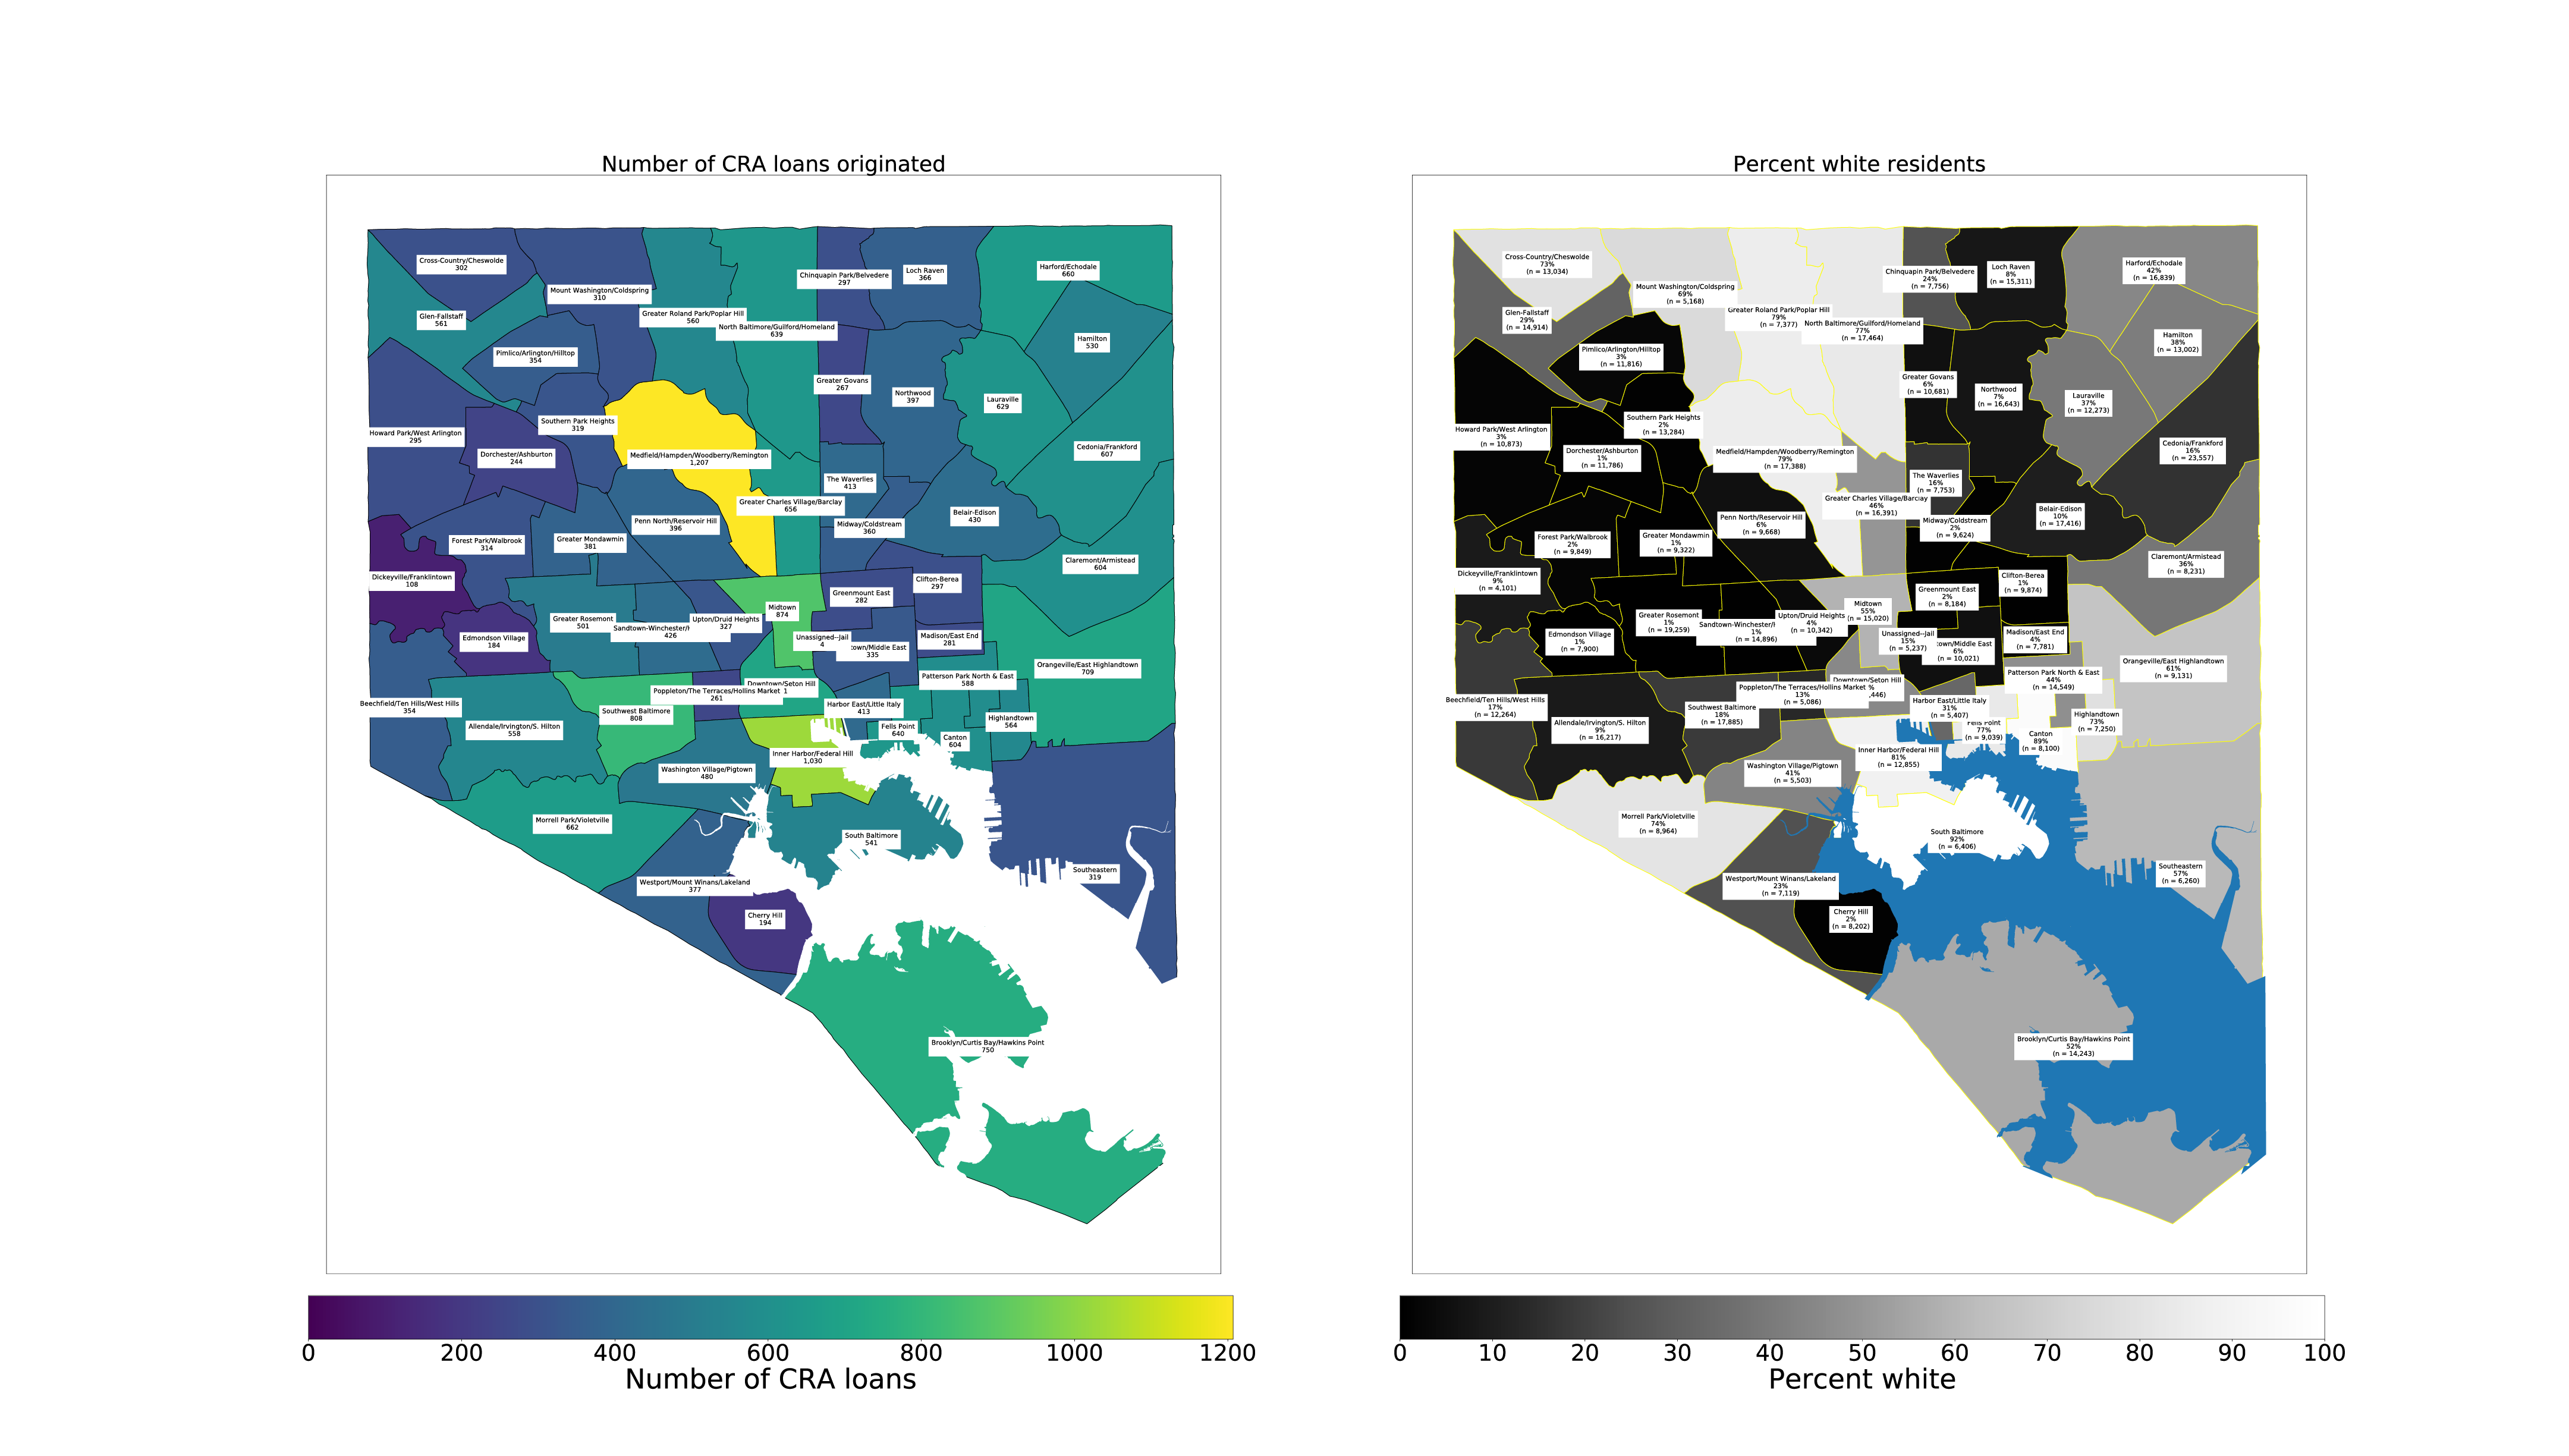 Number of CRA loans originated
Cross-Country/Cheswolde
302
Loch Raven
366
Harford/Echodale
660
Chinquapin Park/Belvedere
297
Mount Washington/Coldspring
310
Glen-Fallstaff
561
Greater Roland Park/Poplar Hill
560
North Baltimore/Guilford/Homeland
639
Hamilton
530
Pimlico/Arlington/Hilltop
354
Greater Govans
267
Northwood
397
Lauraville
629
Southern Park Heights
319
Howard Park/West Arlington
295
Cedonia/Frankford
607
Dorchester/Ashburton
244
Medfield/Hampden/Woodberry/Remington
1,207
The Waverlies
413
Greater Charles Village/Barclay
656
Belair-Edison
430
Penn North/Reservoir Hill
396
Midway/Coldstream
360
Forest Park/Walbrook
314
Greater Mondawmin
381
Claremont/Armistead
604
Dickeyville/Franklintown
108
Clifton-Berea
297
Greenmount East
282
Midtown
874
Greater Rosemont
501
Upton/Druid Heights
327
Sandtown-Winchester/H
426
Edmondson Village
184
Unassigned--Jail
4
Madison/East End
281
town/Middle East
335
Orangeville/East Highlandtown
709
Patterson Park North & East
588
Downtown/Seton Hill
1
Poppleton/The Terraces/Hollins Market
261
Beechfield/Ten Hills/West Hills
354
Harbor East/Little Italy
413
Southwest Baltimore
808
Highlandtown
564
Allendale/Irvington/S. Hilton
558
Fells Point
640
Canton
604
Inner Harbor/Federal Hill
1,030
Washington Village/Pigtown
480
Morrell Park/Violetville
662
South Baltimore
541
Southeastern
319
Westport/Mount Winans/Lakeland
377
Cherry Hill
194
Brooklyn/Curtis Bay/Hawkins Point
750
0 200 400 600 800 1000 1200
Number of CRA loans
Percent white residents
Cross-Country/Cheswolde
73%
(n = 13,034)
Loch Raven
8%
(n = 15,311)
Harford/Echodale
42%
(n = 16,839)
Chinquapin Park/Belvedere
24%
(n = 7,756)
Mount Washington/Coldspring
69%
(n = 5,168)
Glen-Fallstaff
29%
(n = 14,914)
Greater Roland Park/Poplar Hill
79%
(n = 7,377)
North Baltimore/Guilford/Homeland
77%
(n = 17,464)
Hamilton
38%
(n = 13,002)
Pimlico/Arlington/Hilltop
3%
(n = 11,816)
Greater Govans
6%
(n = 10,681)
Northwood
7%
(n = 16,643)
Lauraville
37%
(n = 12,273)
Southern Park Heights
2%
(n = 13,284)
Howard Park/West Arlington
3%
(n = 10,873)
Cedonia/Frankford
16%
(n = 23,557)
Dorchester/Ashburton
1%
(n = 11,786)
Medfield/Hampden/Woodberry/Remington
79%
(n = 17,388)
The Waverlies
16%
(n = 7,753)
Greater Charles Village/Barclay
46%
(n = 16,391)
Belair-Edison
10%
(n = 17,416)
Penn North/Reservoir Hill
6%
(n = 9,668)
Midway/Coldstream
2%
(n = 9,624)
Forest Park/Walbrook
2%
(n = 9,849)
Greater Mondawmin
1%
(n = 9,322)
Claremont/Armistead
36%
(n = 8,231)
Dickeyville/Franklintown
9%
(n = 4,101)
Clifton-Berea
1%
(n = 9,874)
Greenmount East
2%
(n = 8,184)
Midtown
55%
(n = 15,020)
Greater Rosemont
1%
(n = 19,259)
Upton/Druid Heights
4%
(n = 10,342)
Sandtown-Winchester/H
1%
(n = 14,896)
Edmondson Village
1%
(n = 7,900)
Unassigned--Jail
15%
(n = 5,237)
Madison/East End
4%
(n = 7,781)
town/Middle East
6%
(n = 10,021)
Orangeville/East Highlandtown
61%
(n = 9,131)
Patterson Park North & East
44%
(n = 14,549)
Downtown/Seton Hill
%
,446)
Poppleton/The Terraces/Hollins Market
13%
(n = 5,086)
Beechfield/Ten Hills/West Hills
17%
(n = 12,264)
Harbor East/Little Italy
31%
(n = 5,407)
Southwest Baltimore
18%
(n = 17,885)
Highlandtown
73%
(n = 7,250)
Allendale/Irvington/S. Hilton
9%
(n = 16,217)
Fells Point
77%
(n = 9,039)
Canton
89%
(n = 8,100)
Inner Harbor/Federal Hill
81%
(n = 12,855)
Washington Village/Pigtown
41%
(n = 5,503)
Morrell Park/Violetville
74%
(n = 8,964)
South Baltimore
92%
(n = 6,406)
Southeastern
57%
(n = 6,260)
Westport/Mount Winans/Lakeland
23%
(n = 7,119)
Cherry Hill
2%
(n = 8,202)
Brooklyn/Curtis Bay/Hawkins Point
52%
(n = 14,243)
0 10 20 30 40 50 60 70 80 90 100
Percent white